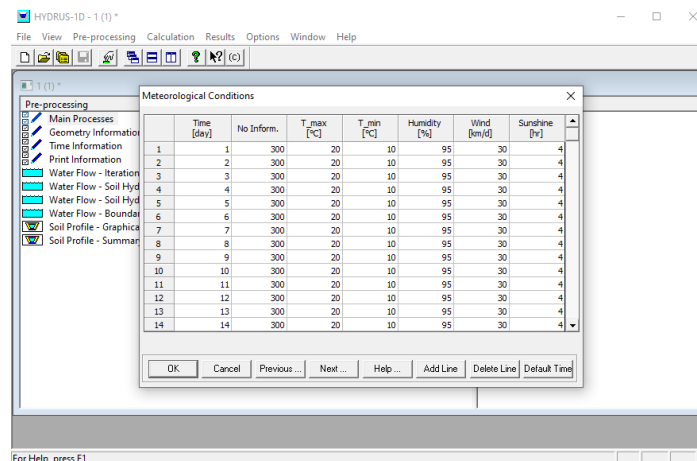 HYDRUS-1D - 1 (1) *
File View Pre-processing Calculation Results Options Window Help
1 (1) *
Pre-processing
Main Processes
Geometry Information
Time Information
Print Information
Water Flow - Iteration
Water Flow - Soil Hyd
Water Flow - Soil Hyd
Water Flow - Bounda
Soil Profile - Graphica
Soil Profile - Summar
Meteorological Conditions
Time [day] No Inform. T_max [°C] T_min [°C] Humidity [%] Wind [km/d] Sunshine [hr]
1 1 300 20 10 95 30 4
2 2 300 20 10 95 30 4
3 3 300 20 10 95 30 4
4 4 300 20 10 95 30 4
5 5 300 20 10 95 30 4
6 6 300 20 10 95 30 4
7 7 300 20 10 95 30 4
8 8 300 20 10 95 30 4
9 9 300 20 10 95 30 4
10 10 300 20 10 95 30 4
11 11 300 20 10 95 30 4
12 12 300 20 10 95 30 4
13 13 300 20 10 95 30 4
14 14 300 20 10 95 30 4
OK Cancel Previous ... Next ... Help ... Add Line Delete Line Default Time
For Help, press F1